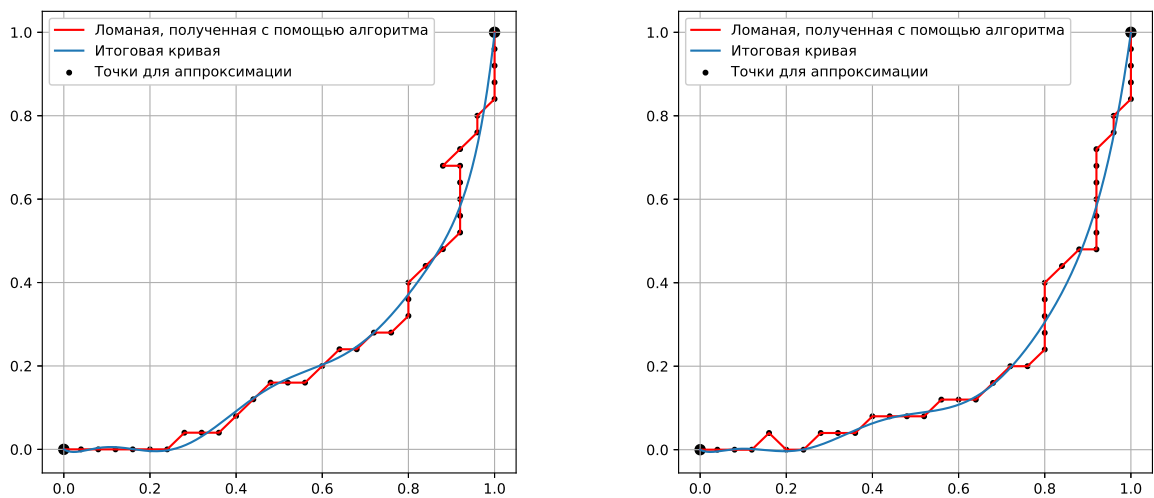 Ломаная, полученная с помощью алгоритма
Итоговая кривая
Точки для аппроксимации
1.0
0.8
0.6
0.4
0.2
0.0
0.0 0.2 0.4 0.6 0.8 1.0
Ломаная, полученная с помощью алгоритма
Итоговая кривая
Точки для аппроксимации
1.0
0.8
0.6
0.4
0.2
0.0
0.0 0.2 0.4 0.6 0.8 1.0